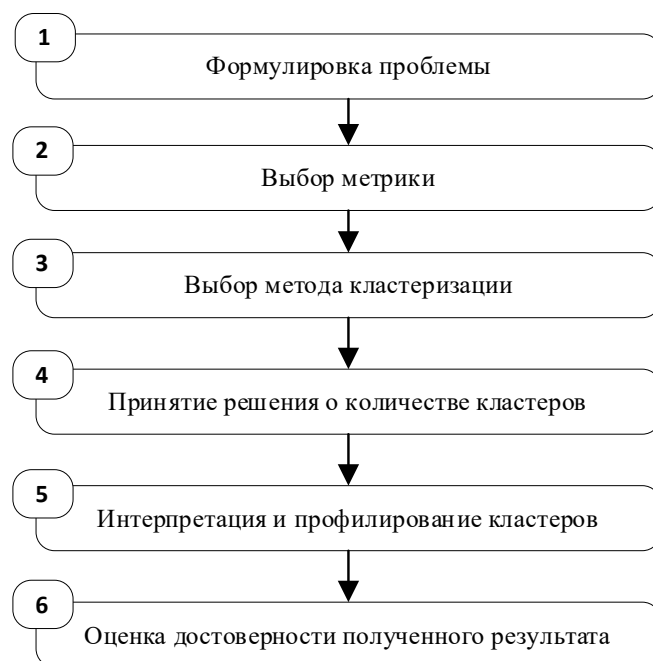 1
Формулировка проблемы
2
Выбор метрики
3
Выбор метода кластеризации
4
Принятие решения о количестве кластеров
5
Интерпретация и профилирование кластеров
6
Оценка достоверности полученного результата